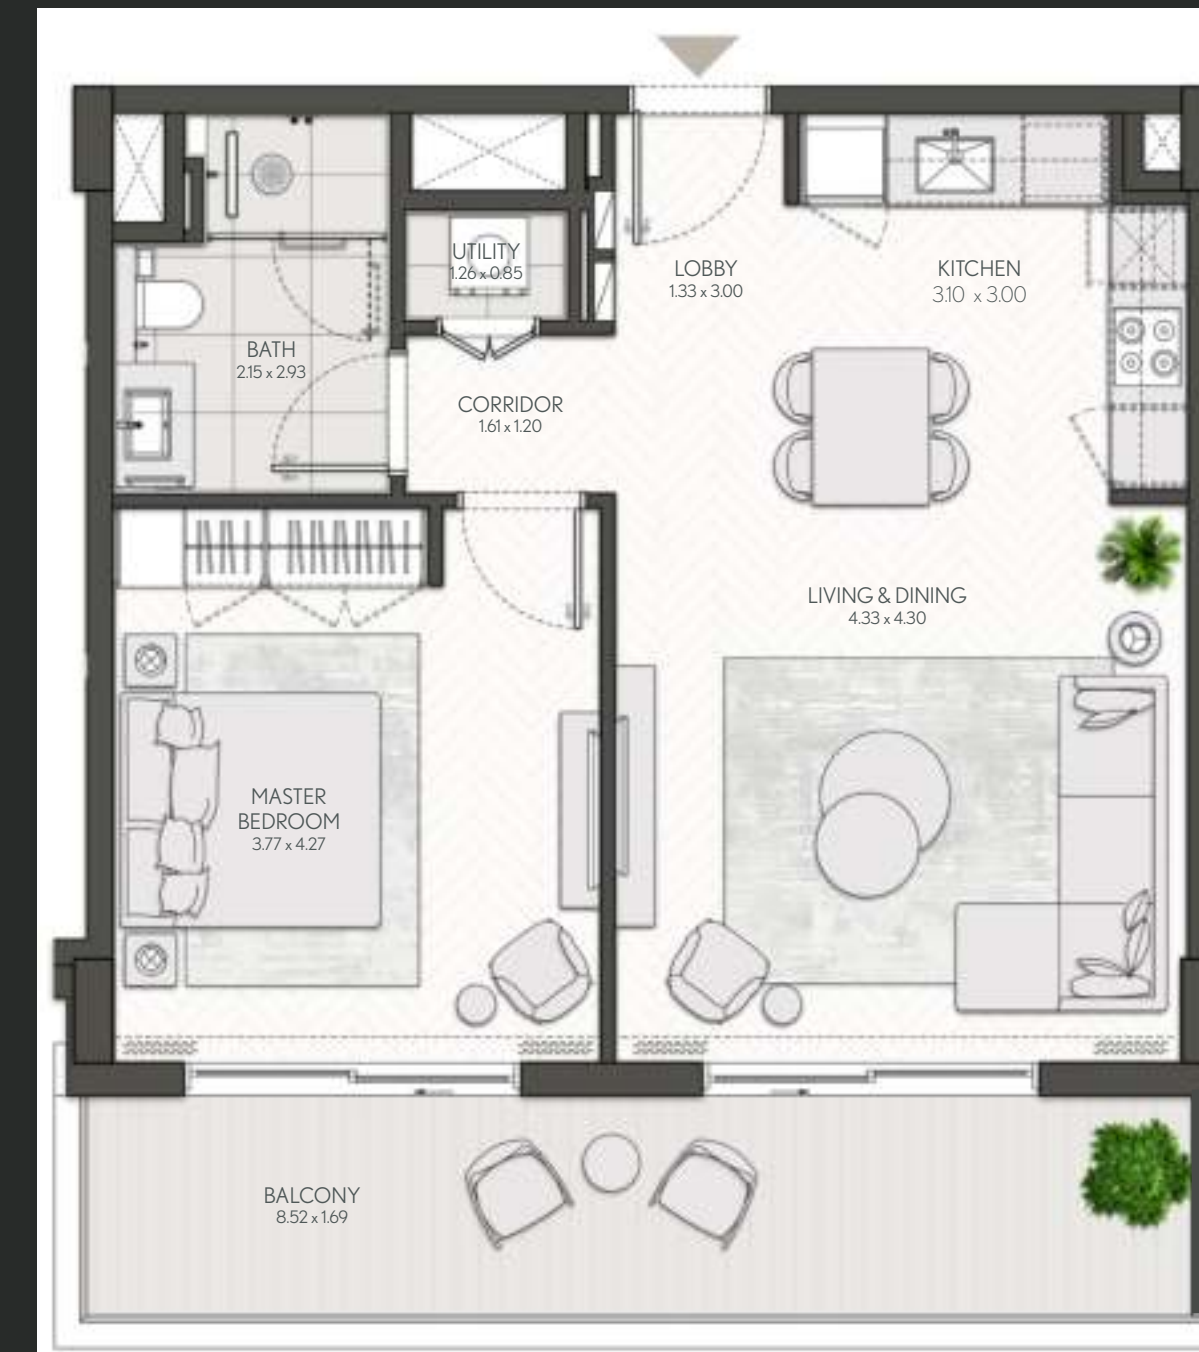 UTILITY
1.26 x 0.85
LOBBY
1.33 x 3.00
KITCHEN
3.10 x 3.00
BATH
2.15 x 2.93
CORRIDOR
1.61 x 1.20
LIVING & DINING
4.33 x 4.30
MASTER
BEDROOM
3.77 x 4.27
BALCONY
8.52 x 1.69